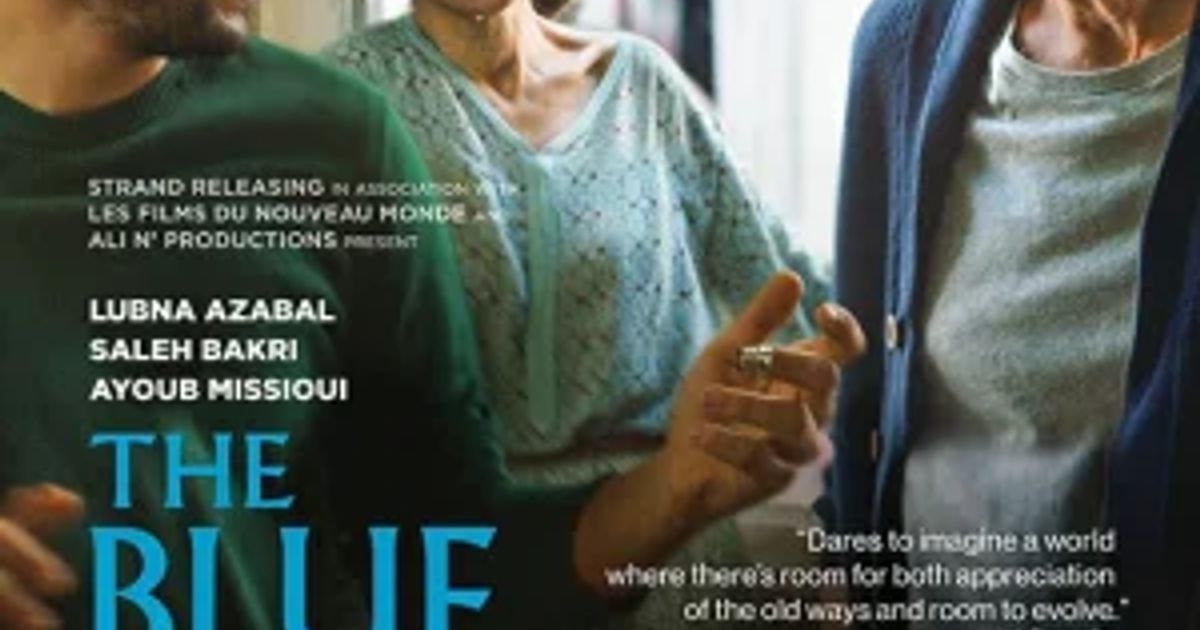 STRAND RELEASING IN ASSOCIATION WITH
LES FILMS DU NOUVEAU MONDE AND
ALI N' PRODUCTIONS PRESENT
LUBNA AZABAL
SALEH BAKRI
AYOUB MISSIOUI
THE
BLUE
"Dares to imagine a world
where there's room for both appreciation
of the old ways and room to evolve."